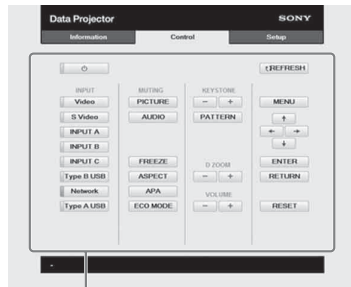 Data Projector
SONY
Information
Control
Setup
REFRESH
INPUT
MUTING
KEYSTONE
Video
PICTURE
- +
MENU
S Video
AUDIO
PATTERN
INPUT A
INPUT B
INPUT C
FREEZE
D ZOOM
ENTER
Type B USB
ASPECT
- +
RETURN
Network
APA
VOLUME
Type A USB
ECO MODE
- +
RESET